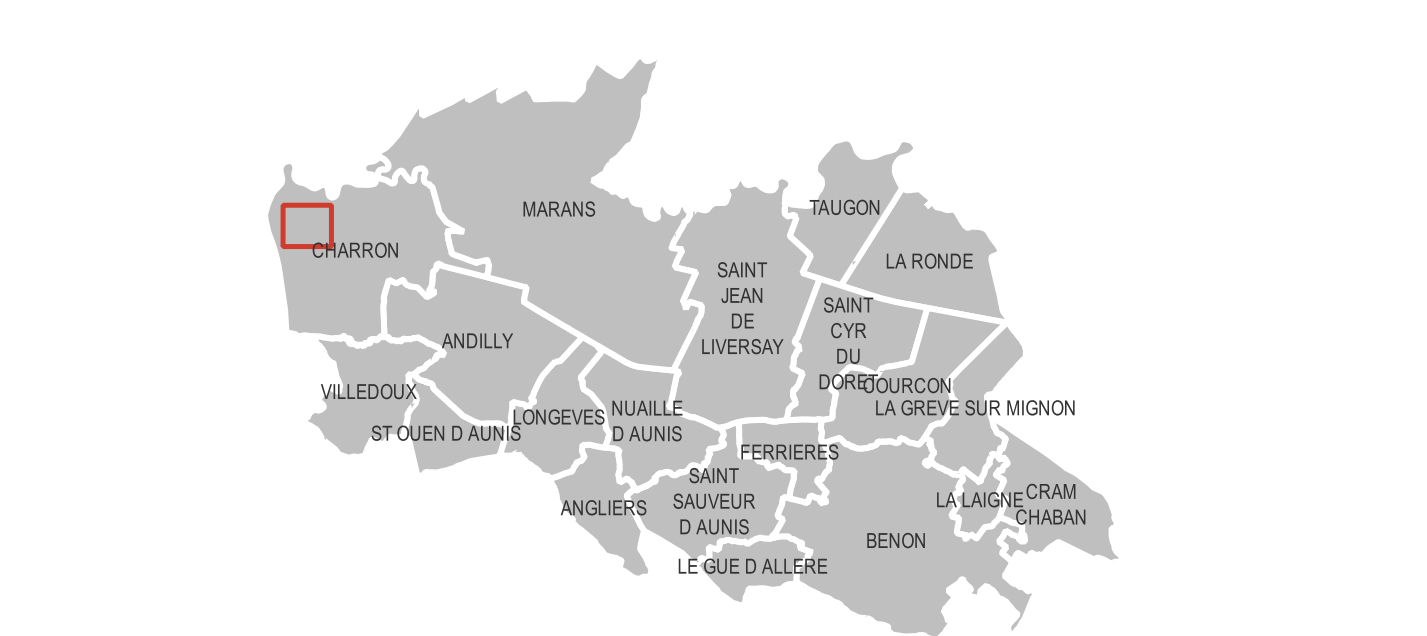 TAUGON
MARANS
CHARRON
LA RONDE
SAINT
JEAN
DE
LIVERSAY
SAINT
CYR
DU
DORET
ANDILLY
COURCON
VILLEDOUX
LA GREVE SUR MIGNON
LONGEVES
NUAILLE
D AUNIS
ST OUEN D AUNIS
FERRIERES
SAINT
SAUVEUR
D AUNIS
ANGLIERS
LA LAIGNE
CRAM
CHABAN
BENON
LE GUE D ALLERE